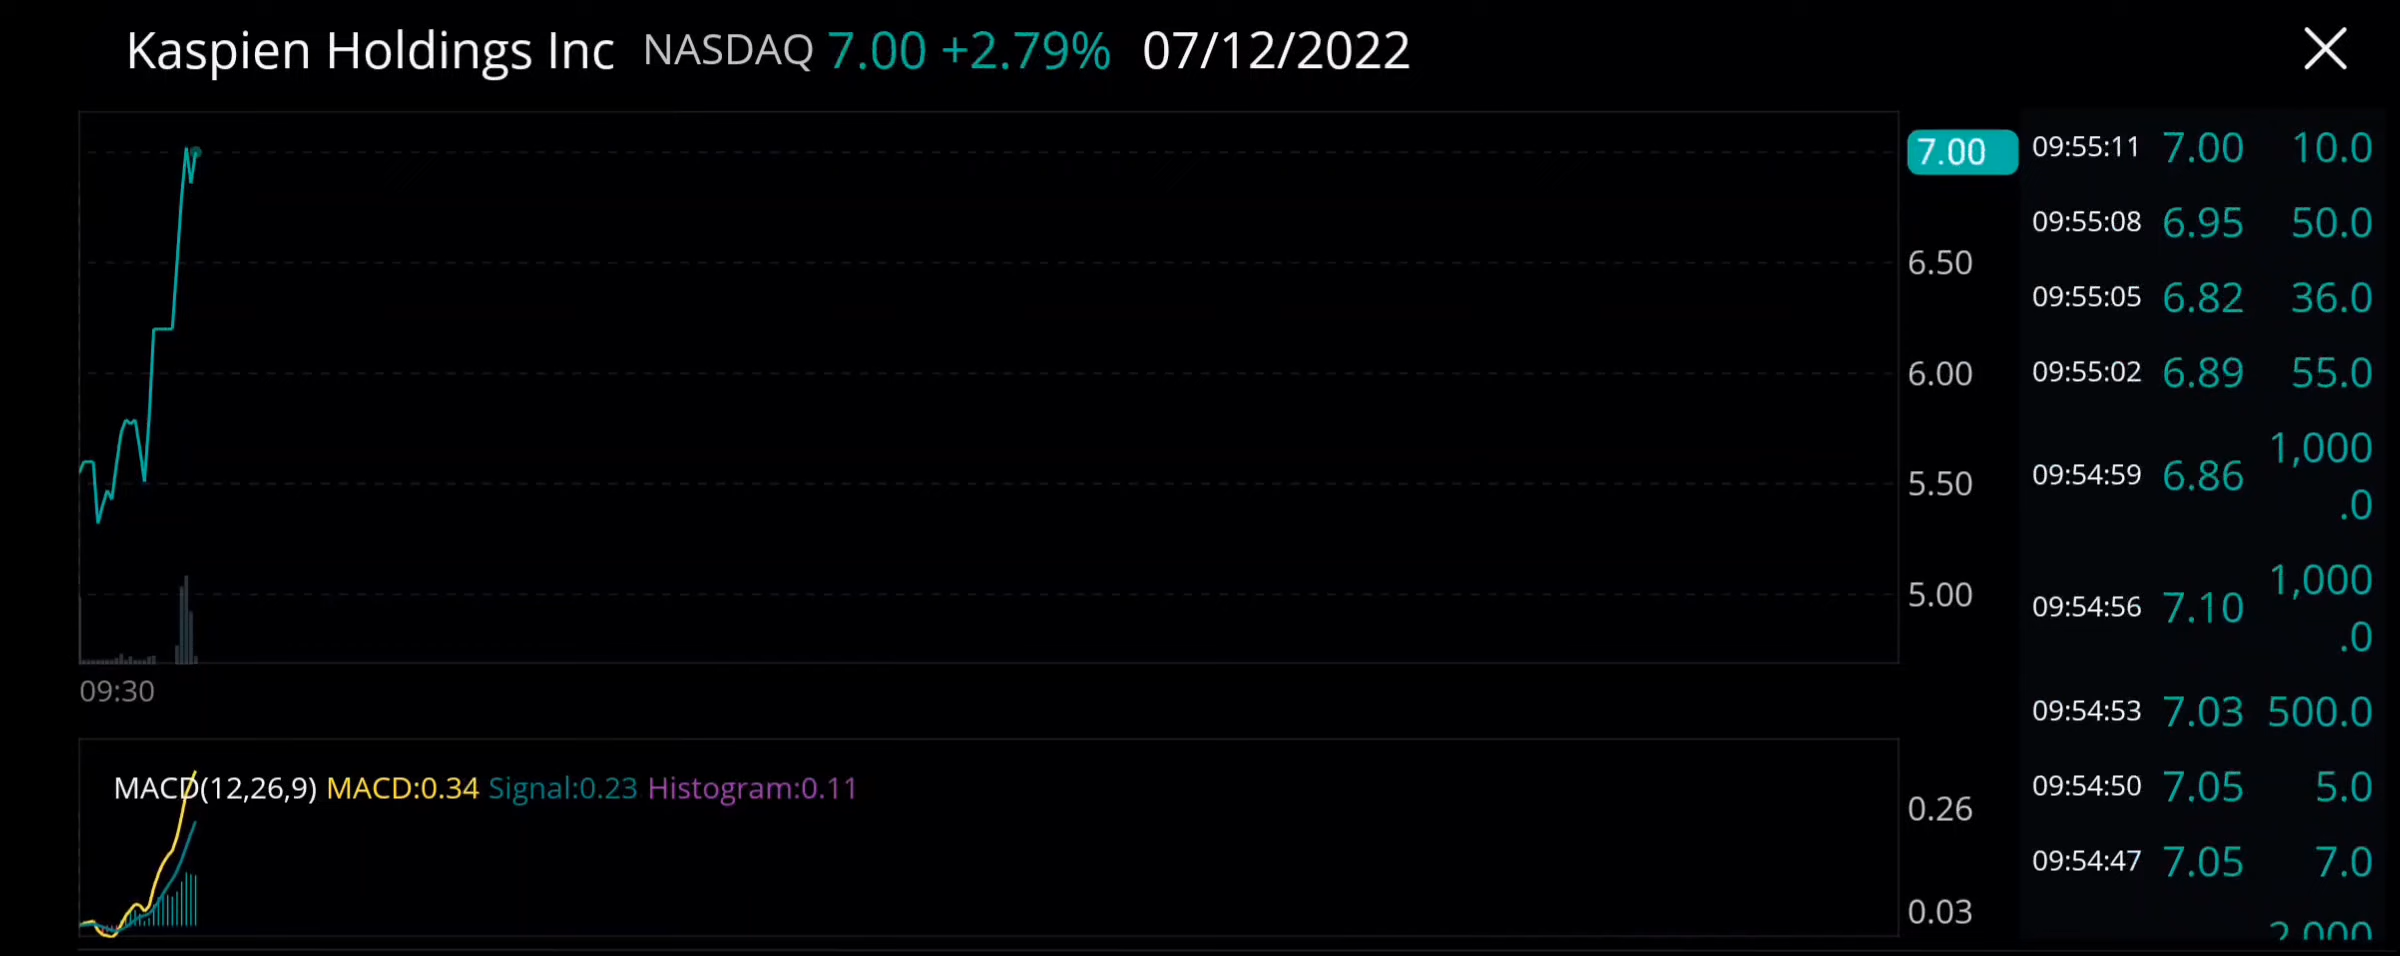 Kaspien Holdings Inc NASDAQ 7.00 +2.79% 07/12/2022
7.00
6.50
6.00
5.50
5.00
09:30
MACD(12,26,9) MACD:0.34 Signal:0.23 Histogram:0.11
0.26
0.03
09:55:11 7.00 10.0
09:55:08 6.95 50.0
09:55:05 6.82 36.0
09:55:02 6.89 55.0
09:54:59 6.86 1,000
.0
09:54:56 7.10 1,000
.0
09:54:53 7.03 500.0
09:54:50 7.05 5.0
09:54:47 7.05 7.0
2,000